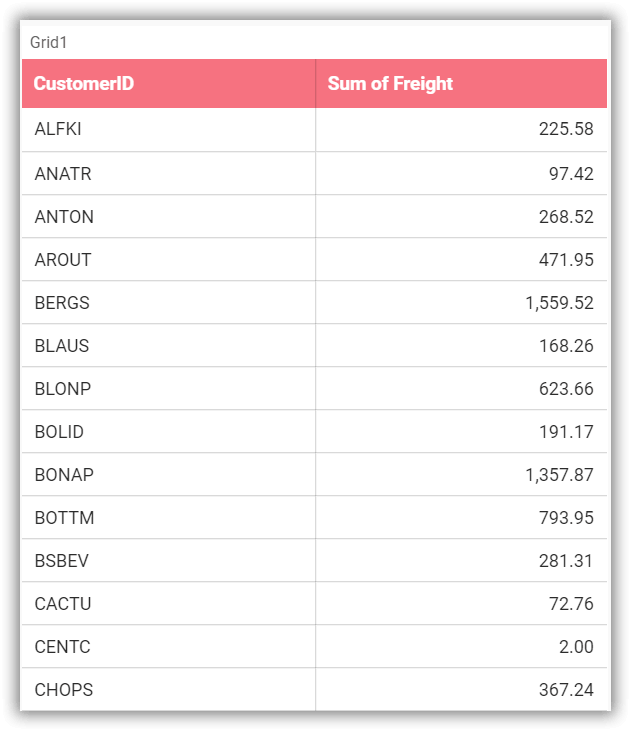 Grid1
CustomerID Sum of Freight
ALFKI 225.58
ANATR 97.42
ANTON 268.52
AROUT 471.95
BERGS 1,559.52
BLAUS 168.26
BLONP 623.66
BOLID 191.17
BONAP 1,357.87
BOTTM 793.95
BSBEV 281.31
CACTU 72.76
CENTC 2.00
CHOPS 367.24